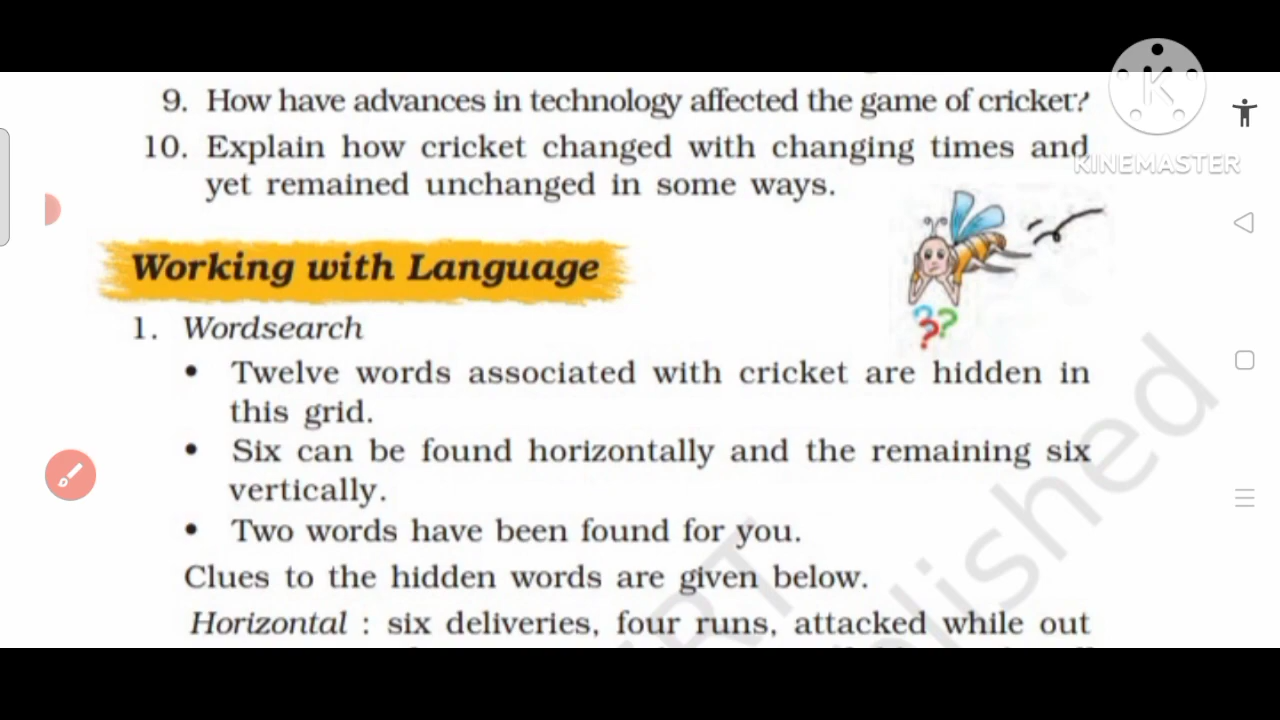 9. How have advances in technology affected the game of cricket?
KINEMASTER
10. Explain how cricket changed with changing times and
yet remained unchanged in some ways.
Working with Language
??
1. Wordsearch
• Twelve words associated with cricket are hidden in
this grid.
• Six can be found horizontally and the remaining six
vertically.
• Two words have been found for you.
Clues to the hidden words are given below.
Horizontal : six deliveries, four runs, attacked while out